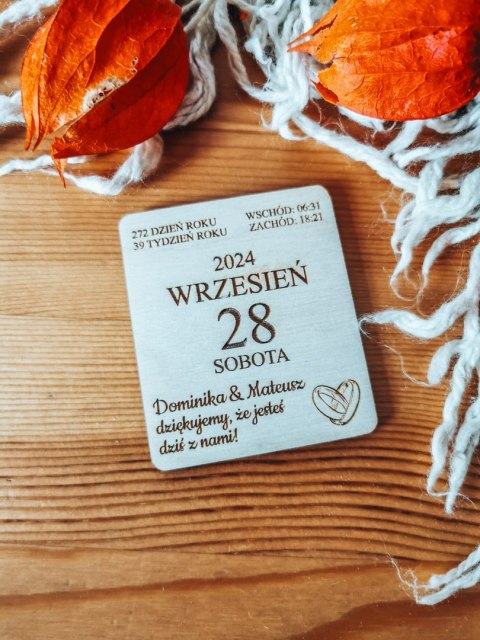 272 DZIEŃ ROKU
39 TYDZIEŃ ROKU
WSCHÓD: 06:31
ZACHÓD: 18:21
2024
WRZESIEŃ
28
SOBOTA
Dominika & Mateusz
dziękujemy, że jesteś
dziś z nami!